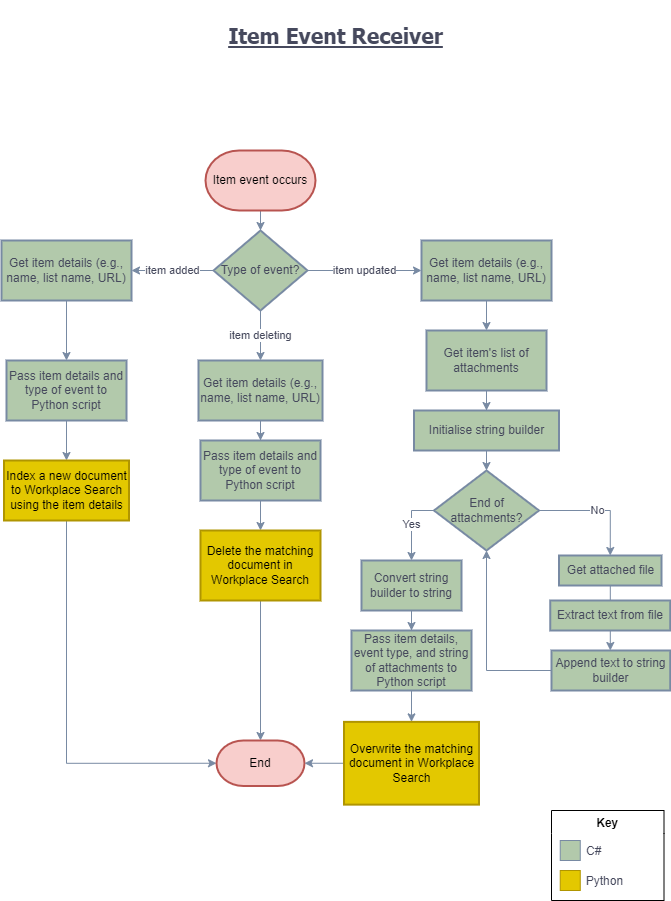 Item Event Receiver
Item event occurs
Type of event?
item added
item updated
item deleting
Get item details (e.g.,
name, list name, URL)
Pass item details and
type of event to
Python script
Index a new document
to Workplace Search
using the item details
Get item details (e.g.,
name, list name, URL)
Pass item details and
type of event to
Python script
Delete the matching
document in
Workplace Search
Get item details (e.g.,
name, list name, URL)
Get item's list of
attachments
Initialise string builder
End of
attachments?
Yes
No
Convert string
builder to string
Pass item details,
event type, and string
of attachments to
Python script
Overwrite the matching
document in Workplace
Search
Get attached file
Extract text from file
Append text to string
builder
End
Key
C#
Python